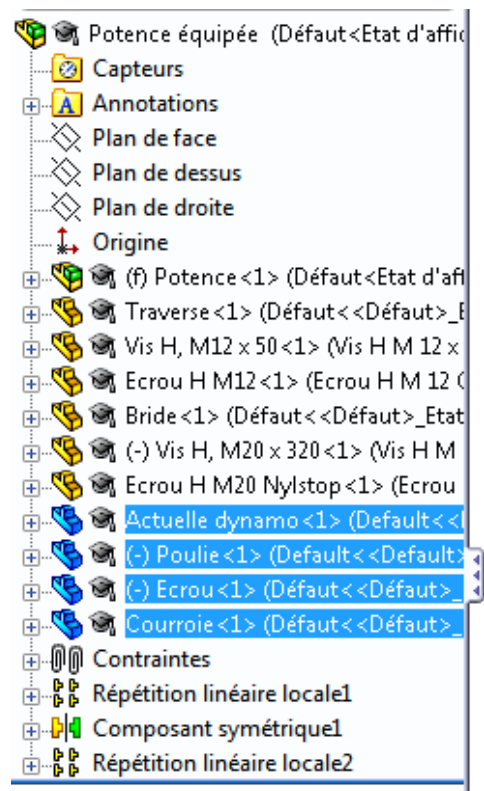 Potence équipée (Défaut<Etat d'affic
Capteurs
Annotations
Plan de face
Plan de dessus
Plan de droite
Origine
(f) Potence<1> (Défaut<Etat d'aff
Traverse<1> (Défaut<<Défaut>_E
Vis H, M12 x 50<1> (Vis H M 12 x
Ecrou H M12<1> (Ecrou H M 12 (
Bride<1> (Défaut<<Défaut>_Etat
(-) Vis H, M20 x 320<1> (Vis H M
Ecrou H M20 Nylstop<1> (Ecrou
Actuelle dynamo<1> (Default<<
(-) Poulie<1> (Default<<Default>
(-) Ecrou<1> (Défaut<<Défaut>_
Courroie<1> (Défaut<<Défaut>_
Contraintes
Répétition linéaire locale1
Composant symétrique1
Répétition linéaire locale2